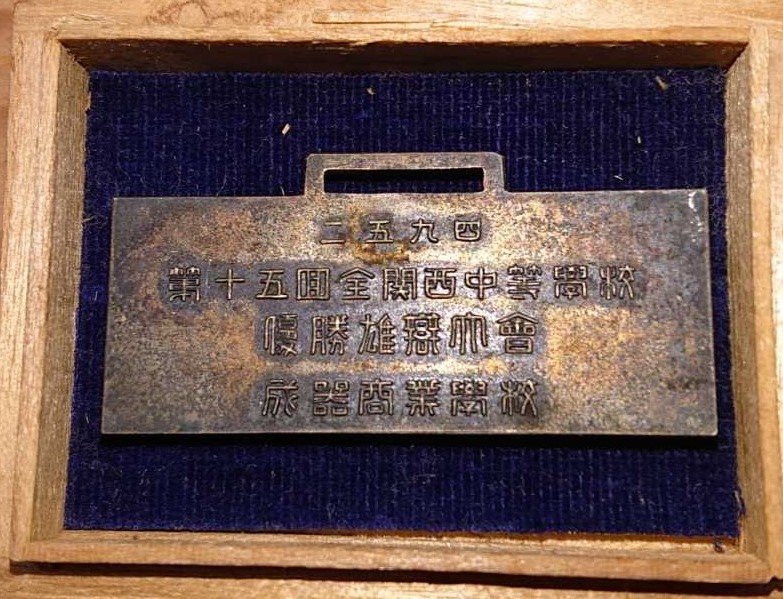 二五九四
第十五回全関西中等學校
優勝雄辯大會
成器商業學校